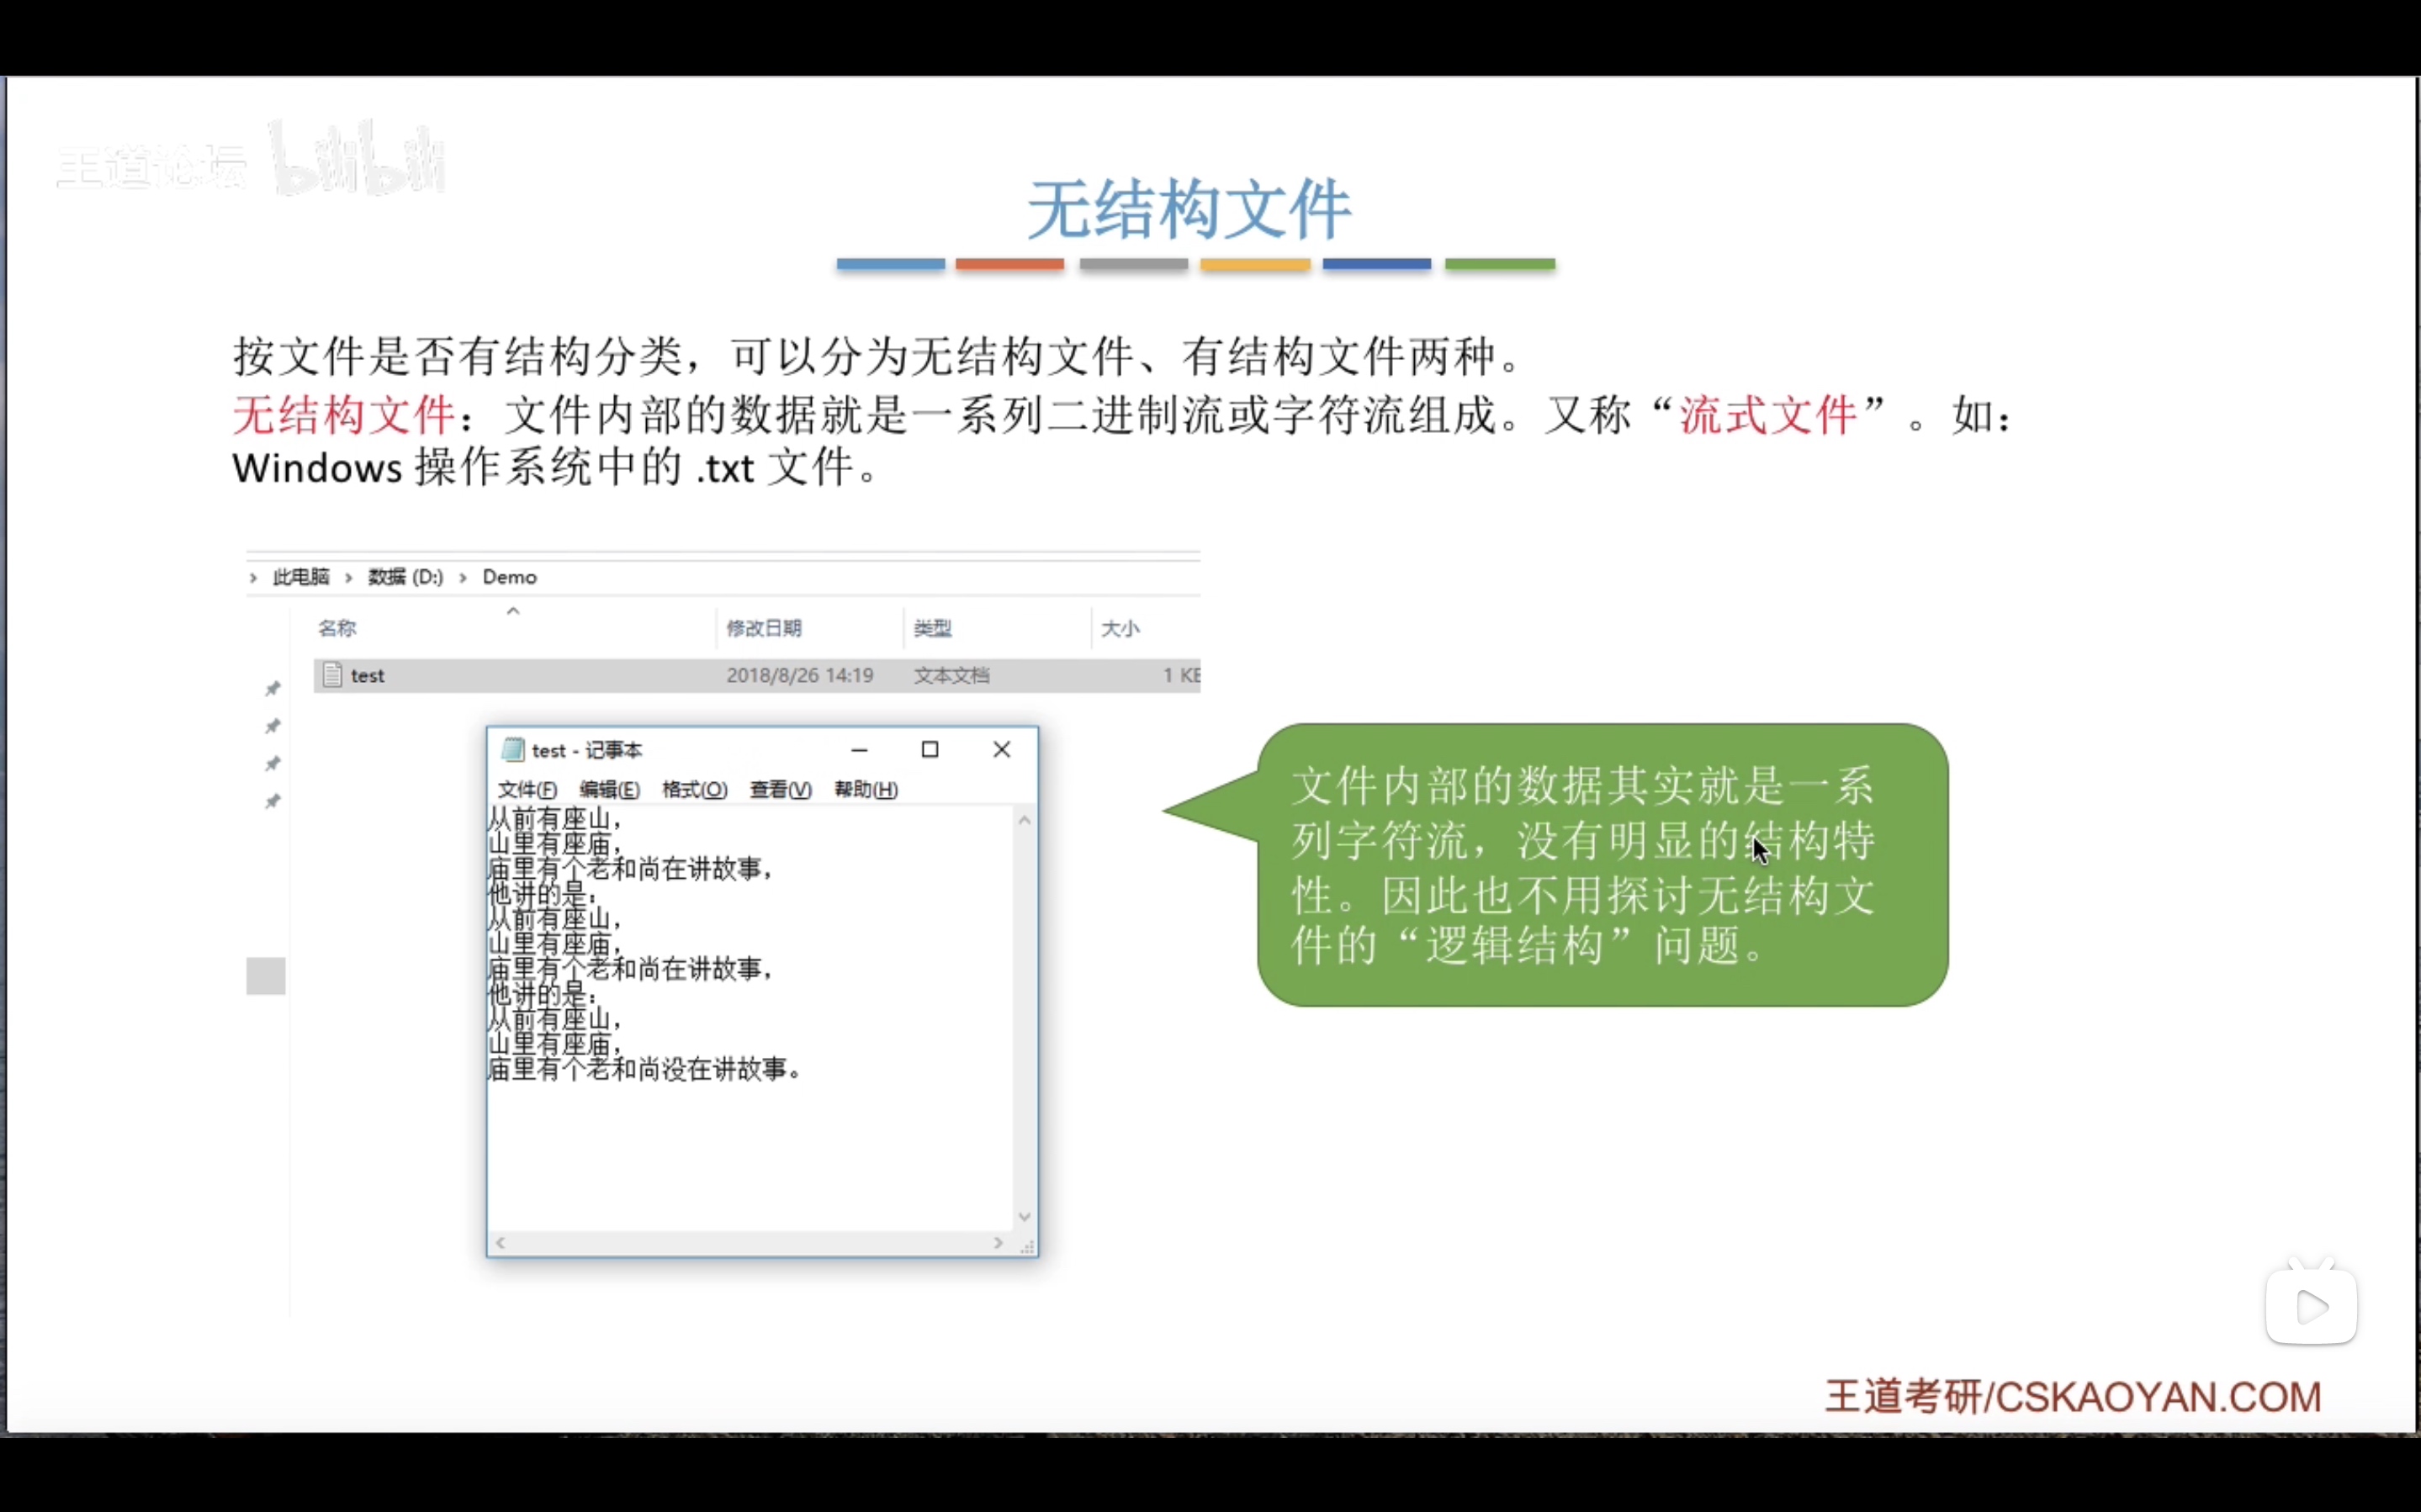 王道论坛 bilibili
无结构文件
按文件是否有结构分类，可以分为无结构文件、有结构文件两种。
无结构文件：文件内部的数据就是一系列二进制流或字符流组成。又称“流式文件”。如：
Windows 操作系统中的 .txt 文件。
› 此电脑 › 数据 (D:) › Demo
名称 修改日期 类型 大小
test 2018/8/26 14:19 文本文档 1 KB
test - 记事本
文件(F) 编辑(E) 格式(O) 查看(V) 帮助(H)
从前有座山，
山里有座庙，
庙里有个老和尚在讲故事，
他讲的是：
从前有座山，
山里有座庙，
庙里有个老和尚在讲故事，
他讲的是：
从前有座山，
山里有座庙，
庙里有个老和尚没在讲故事。
文件内部的数据其实就是一系
列字符流，没有明显的结构特
性。因此也不用探讨无结构文
件的“逻辑结构”问题。
王道考研/CSKAOYAN.COM